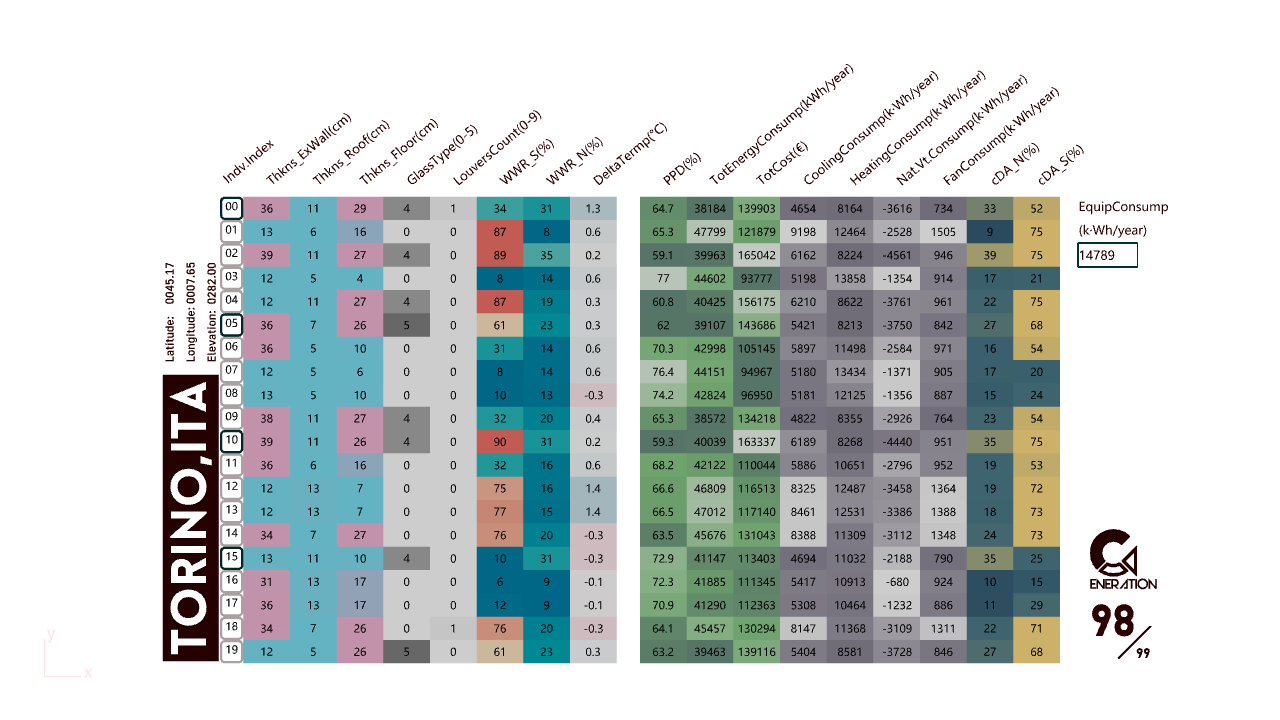 Indv.Index Thkns_ExWall(cm) Thkns_Roof(cm) Thkns_Floor(cm) GlassType(0-5) LouversCount(0-9) WWR_S(%) WWR_N(%) DeltaTermp(°C) PPD(%) TotEnergyConsump(kWh/year) TotCost(€) CoolingConsump(k·Wh/year) HeatingConsump(k·Wh/year) Nat.Vt.Consump(k·Wh/year) FanConsump(k·Wh/year) cDA_N(%) cDA_S(%)
00 36 11 29 4 1 34 31 1.3 64.7 38184 139903 4654 8164 -3616 734 33 52
01 13 6 16 0 0 87 8 0.6 65.3 47799 121879 9198 12464 -2528 1505 9 75
02 39 11 27 4 0 89 35 0.2 59.1 39963 165042 6162 8224 -4561 946 39 75
03 12 5 4 0 0 8 14 0.6 77 44602 93777 5198 13858 -1354 914 17 21
04 12 11 27 4 0 87 19 0.3 60.8 40425 156175 6210 8622 -3761 961 22 75
05 36 7 26 5 0 61 23 0.3 62 39107 143686 5421 8213 -3750 842 27 68
06 36 5 10 0 0 31 14 0.6 70.3 42998 105145 5897 11498 -2584 971 16 54
07 12 5 6 0 0 8 14 0.6 76.4 44151 94967 5180 13434 -1371 905 17 20
08 13 5 10 0 0 10 13 -0.3 74.2 42824 96950 5181 12125 -1356 887 15 24
09 38 11 27 4 0 32 20 0.4 65.3 38572 134218 4822 8355 -2926 764 23 54
10 39 11 26 4 0 90 31 0.2 59.3 40039 163337 6189 8268 -4440 951 35 75
11 36 6 16 0 0 32 16 0.6 68.2 42122 110044 5886 10651 -2796 952 19 53
12 12 13 7 0 0 75 16 1.4 66.6 46809 116513 8325 12487 -3458 1364 19 72
13 12 13 7 0 0 77 15 1.4 66.5 47012 117140 8461 12531 -3386 1388 18 73
14 34 7 27 0 0 76 20 -0.3 63.5 45676 131043 8388 11309 -3112 1348 24 73
15 13 11 10 4 0 10 31 -0.3 72.9 41147 113403 4694 11032 -2188 790 35 25
16 31 13 17 0 0 6 9 -0.1 72.3 41885 111345 5417 10913 -680 924 10 15
17 36 13 17 0 0 12 9 -0.1 70.9 41290 112363 5308 10464 -1232 886 11 29
18 34 7 26 0 1 76 20 -0.3 64.1 45457 130294 8147 11368 -3109 1311 22 71
19 12 5 26 5 0 61 23 0.3 63.2 39463 139116 5404 8581 -3728 846 27 68
Latitude: 0045.17
Longitude: 0007.65
Elevation: 0282.00
TORINO,ITA
EquipConsump
(k·Wh/year)
14789
ENERATION
98/99
y
x